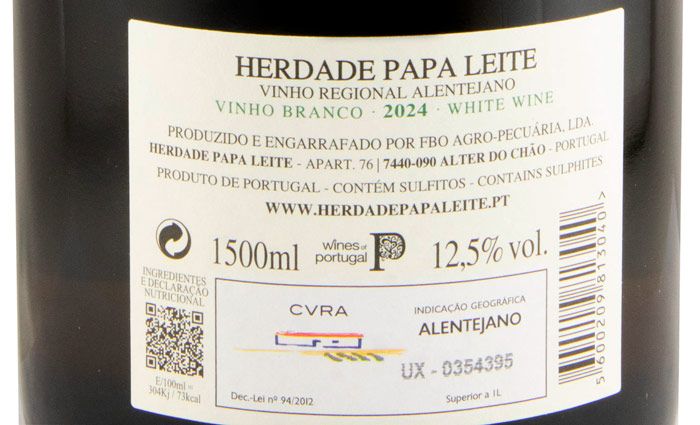 HERDADE PAPA LEITE
VINHO REGIONAL ALENTEJANO
VINHO BRANCO · 2024 · WHITE WINE
PRODUZIDO E ENGARRAFADO POR FBO AGRO-PECUÁRIA, LDA.
HERDADE PAPA LEITE - APART. 76 | 7440-090 ALTER DO CHÃO - PORTUGAL
PRODUTO DE PORTUGAL - CONTÉM SULFITOS - CONTAINS SULPHITES
WWW.HERDADEPAPALEITE.PT
1500ml
wines of
portugal
P
12,5% vol.
INGREDIENTES
E DECLARAÇÃO
NUTRICIONAL
E/100ml=
304Kj / 73kcal
CVRA
Dec.-Lei nº 94/2012
INDICAÇÃO GEOGRÁFICA
ALENTEJANO
UX - 0354395
Superior a 1L
5 600209 813040 >